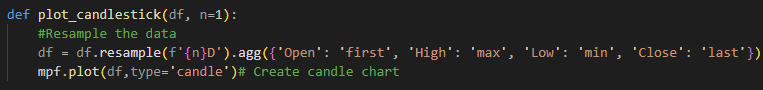 def plot_candlestick(df, n=1):
    #Resample the data
    df = df.resample(f'{n}D').agg({'Open': 'first', 'High': 'max', 'Low': 'min', 'Close': 'last'})
    mpf.plot(df,type='candle')# Create candle chart